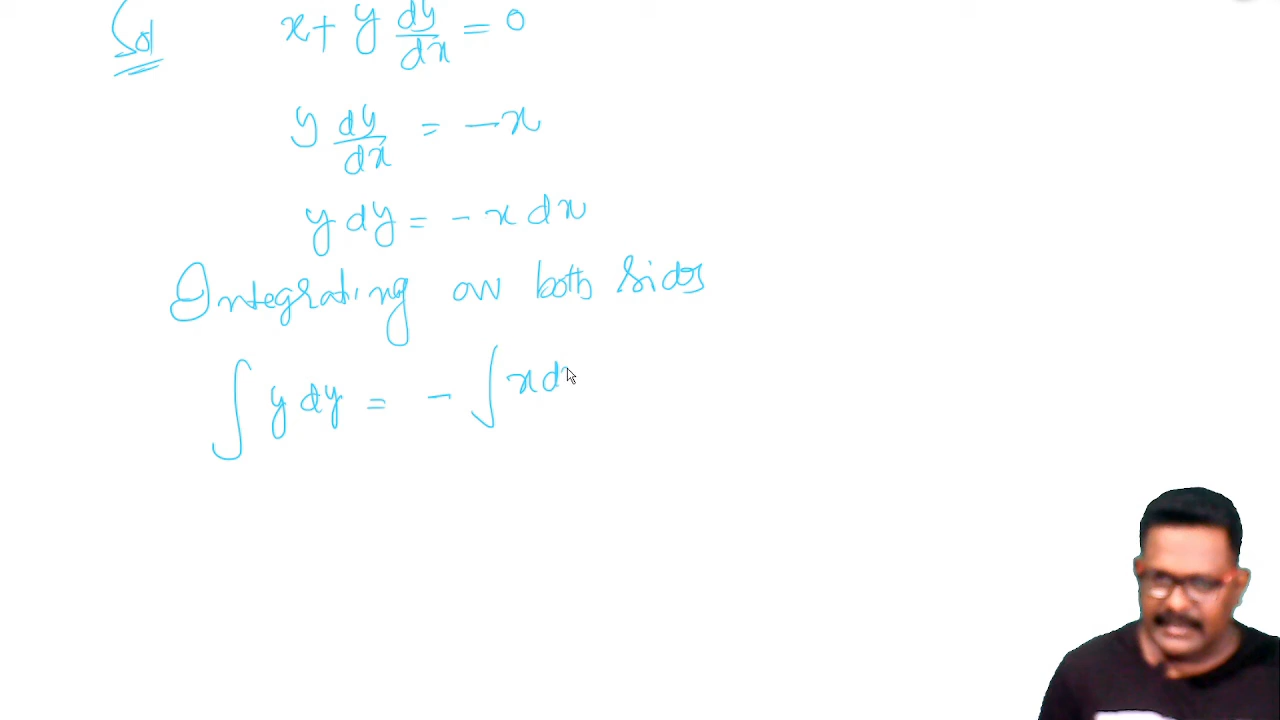 Sol x + y dy/dx = 0
y dy/dx = -x
y dy = - x dx
Integrating on both sides
∫ y dy = - ∫ x dx